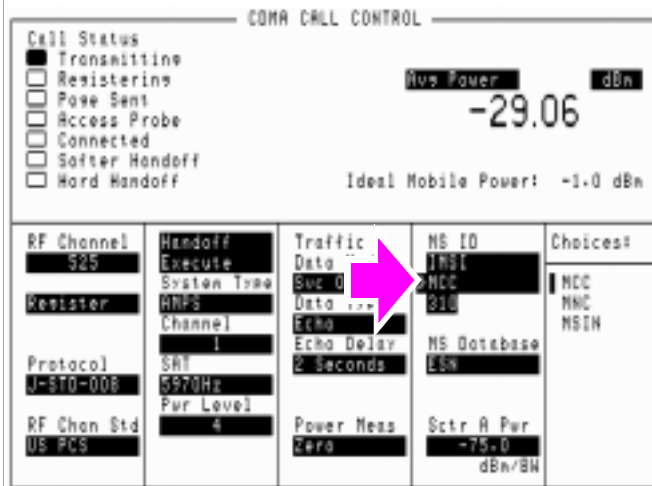 CDMA CALL CONTROL
Call Status
Transmitting
Registering
Page Sent
Access Probe
Connected
Softer Handoff
Hard Handoff
Avg Power
dBm
-29.06
Ideal Mobile Power: -1.0 dBm
RF Channel
525
Register
Protocol
J-STD-008
RF Chan Std
US PCS
Handoff
Execute
System Type
AMPS
Channel
1
SAT
5970Hz
Pwr Level
4
Traffic
Data
Svc
Data
Echo
Echo Delay
2 Seconds
Power Meas
Zero
MS ID
IMSI
MCC
310
MS Database
ESN
Sctr A Pwr
-75.0
dBm/BW
Choices:
MCC
MNC
MSIN